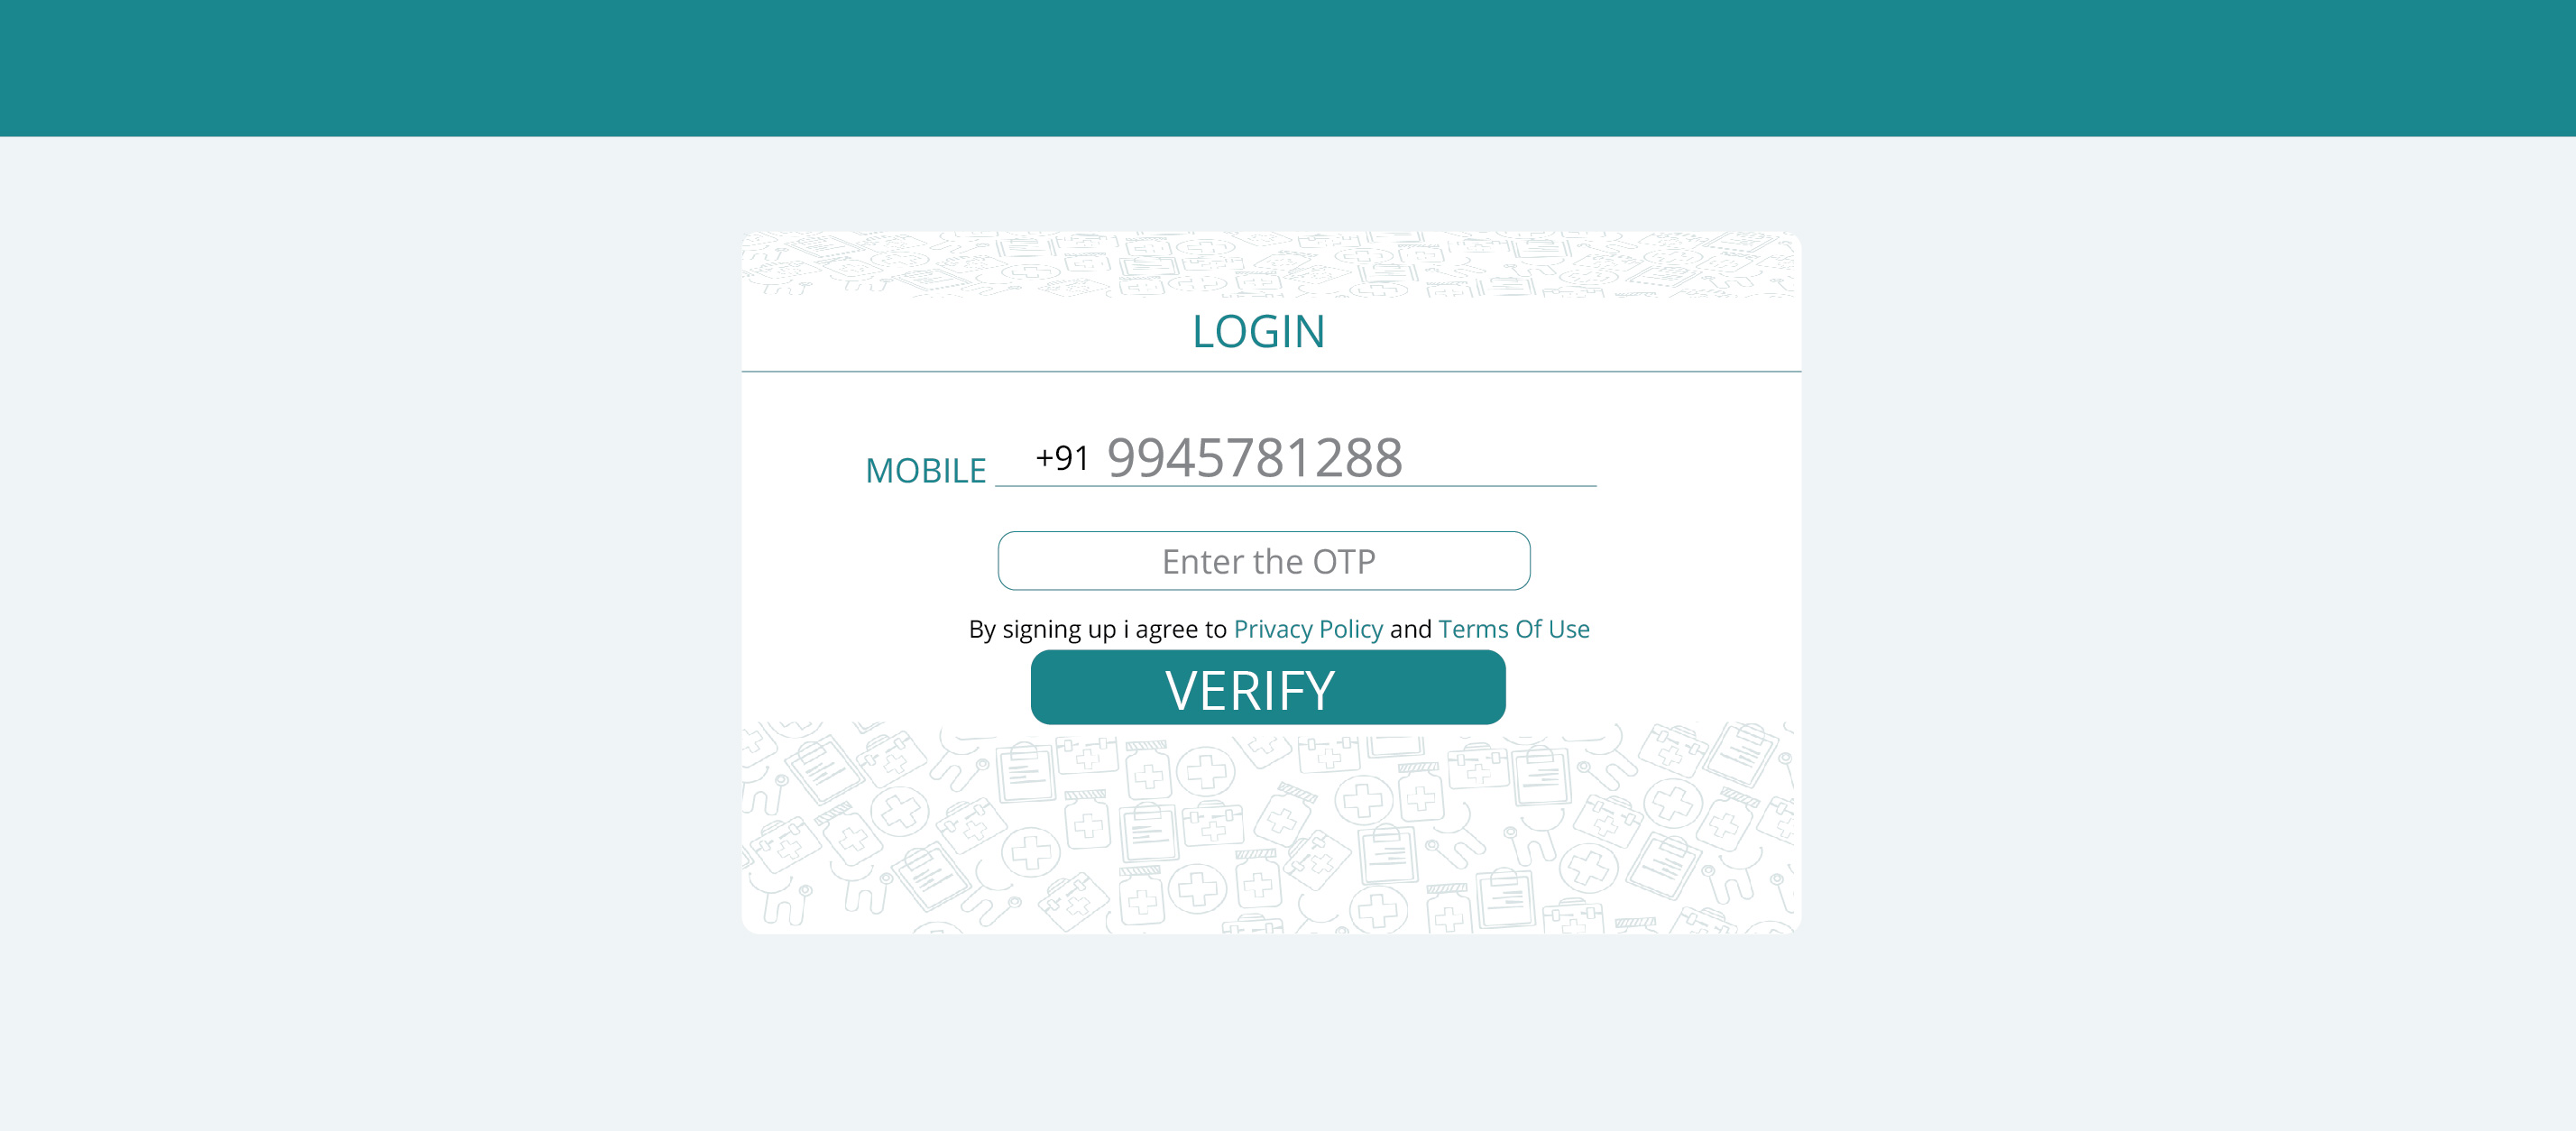 LOGIN
MOBILE +91 9945781288
Enter the OTP
By signing up i agree to Privacy Policy and Terms Of Use
VERIFY